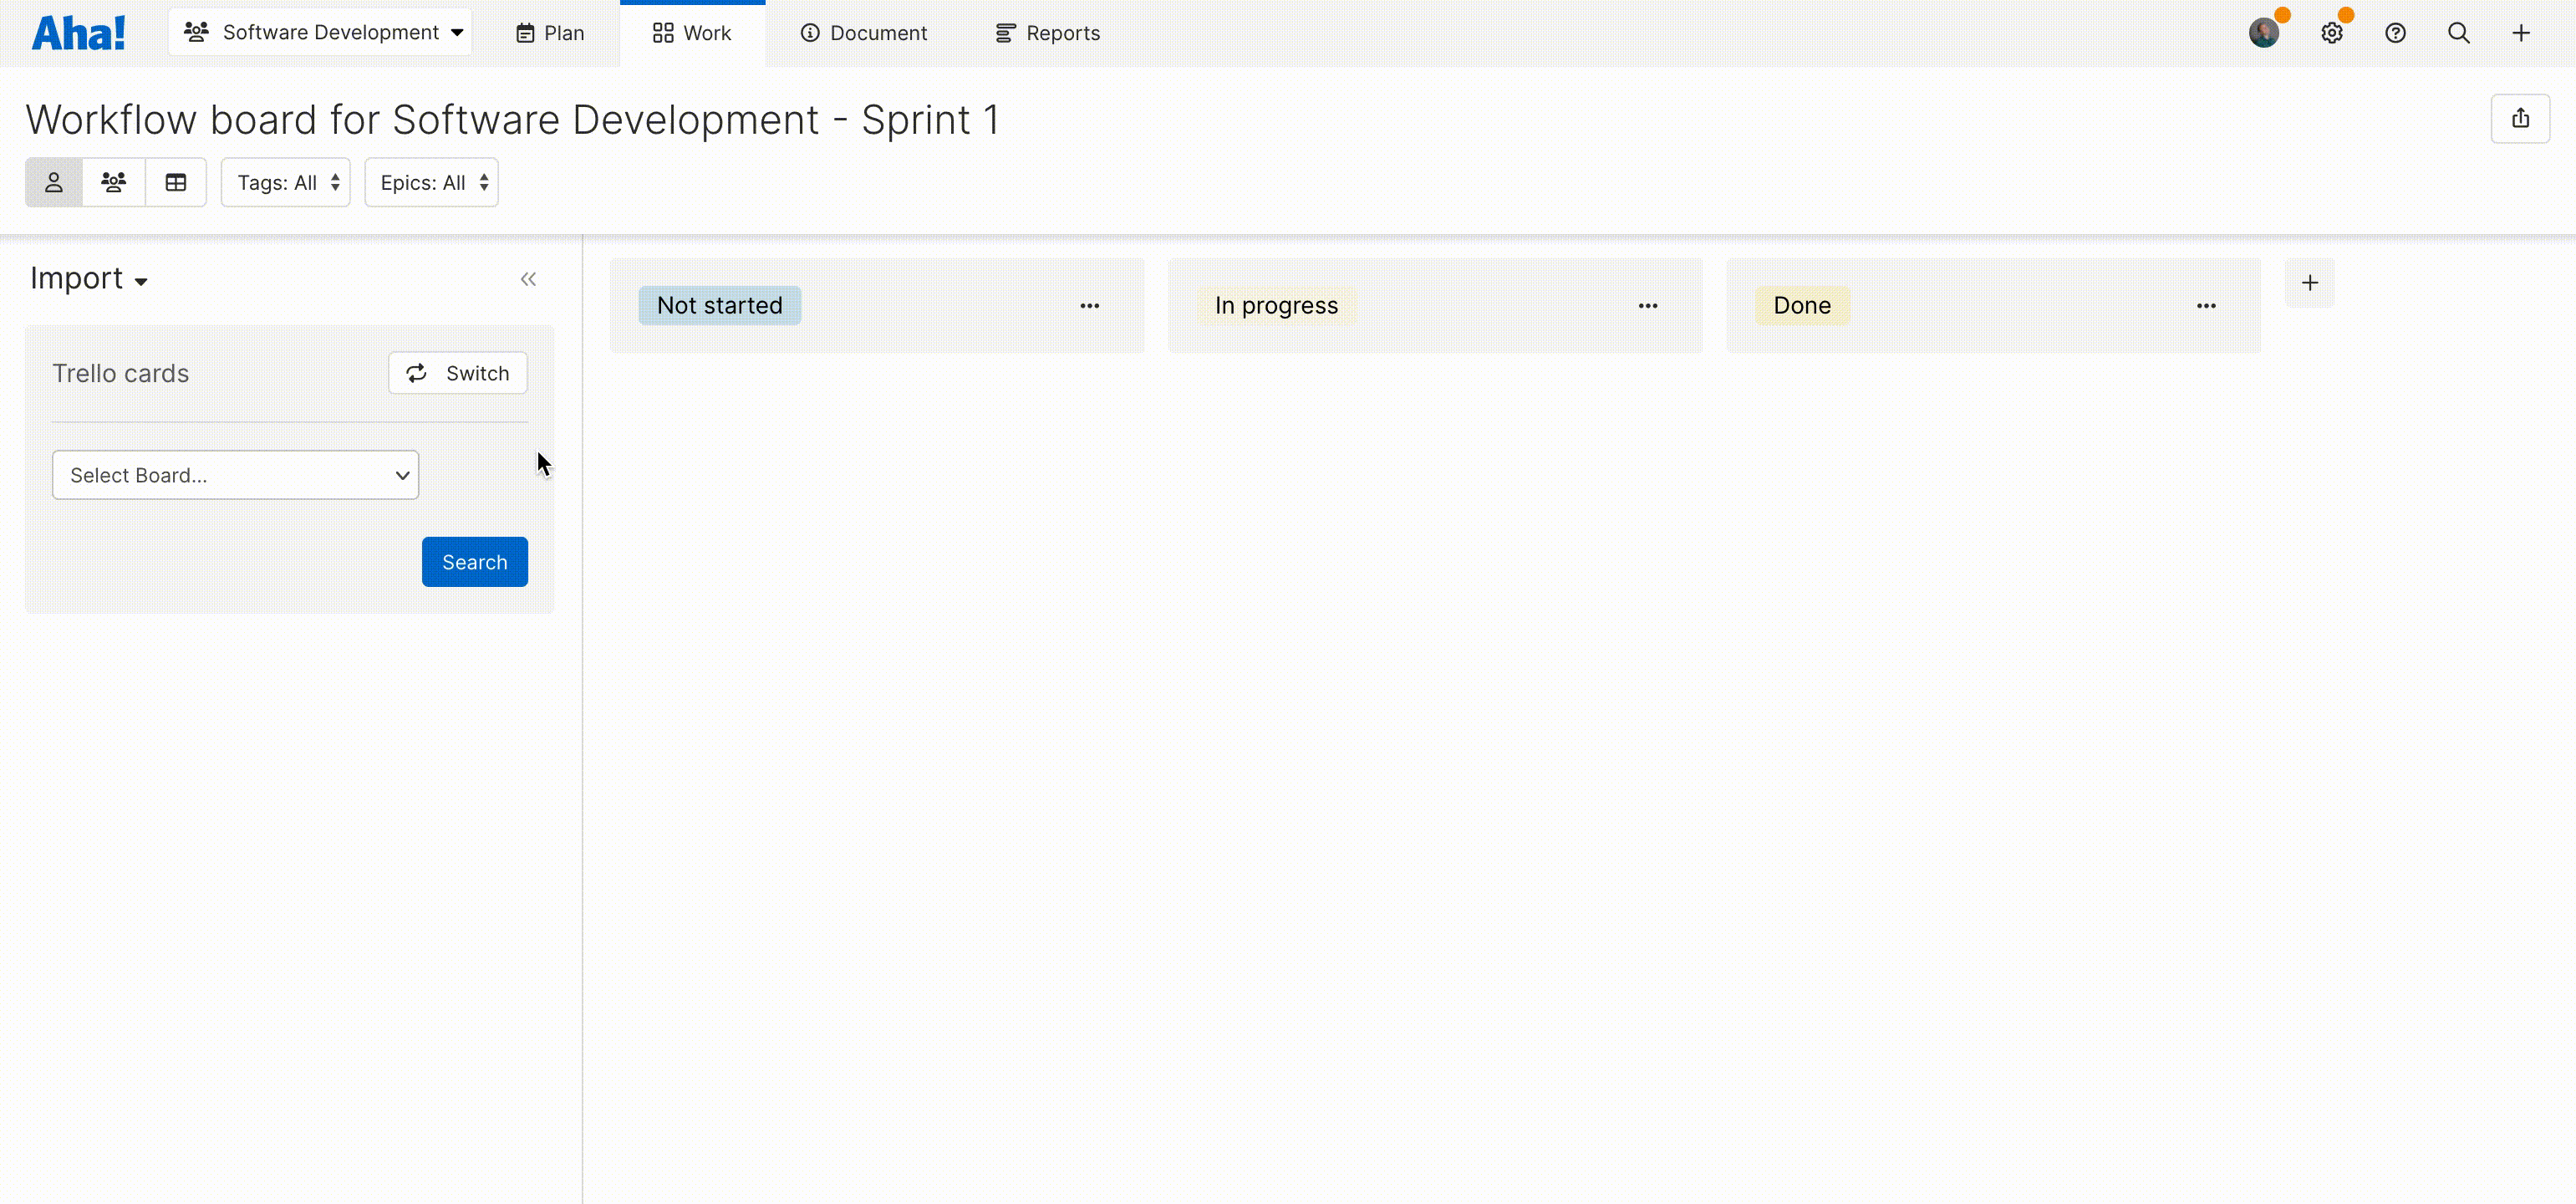 Aha! Software Development Plan Work Document Reports
Workflow board for Software Development - Sprint 1
Tags: All Epics: All
Import
Not started In progress Done
Trello cards Switch
Select Board...
Search